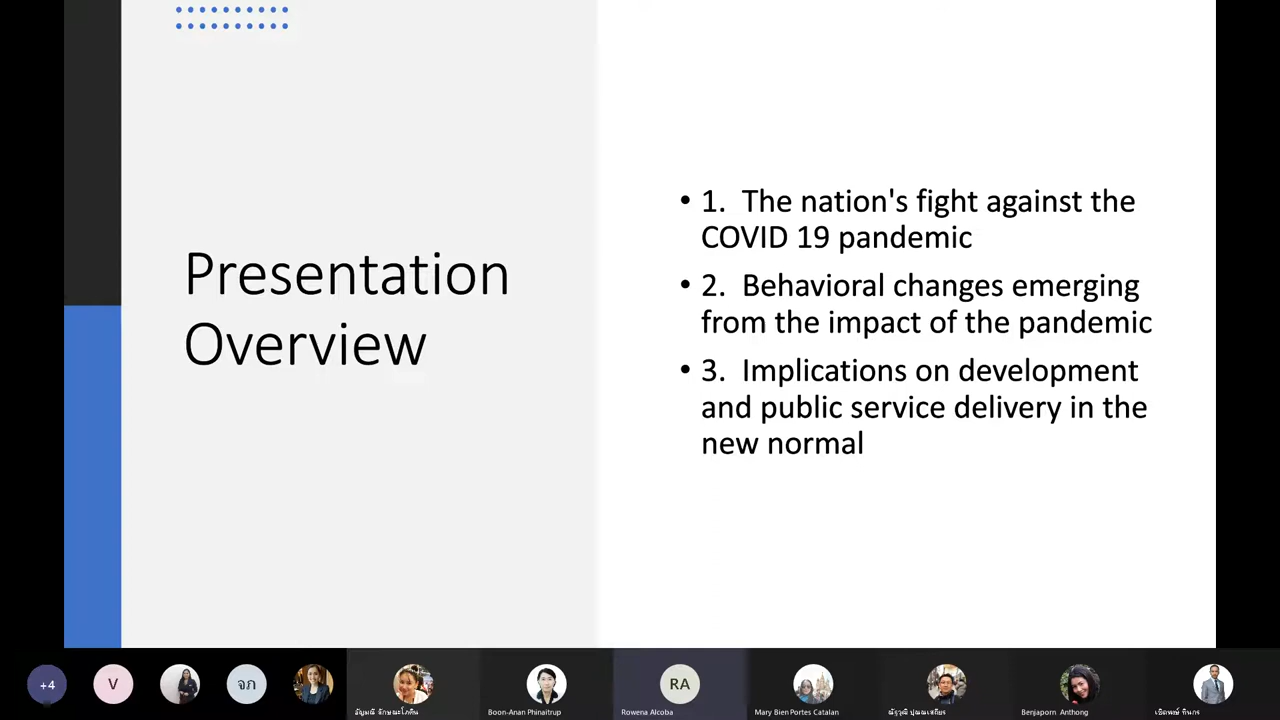 Presentation
Overview
• 1. The nation's fight against the
COVID 19 pandemic
• 2. Behavioral changes emerging
from the impact of the pandemic
• 3. Implications on development
and public service delivery in the
new normal
+4
V
จภ
RA
Boon-Anan Phinaitrup
Rowena Alcoba
Mary Bien Portes Catalan
Benjaporn Anthong